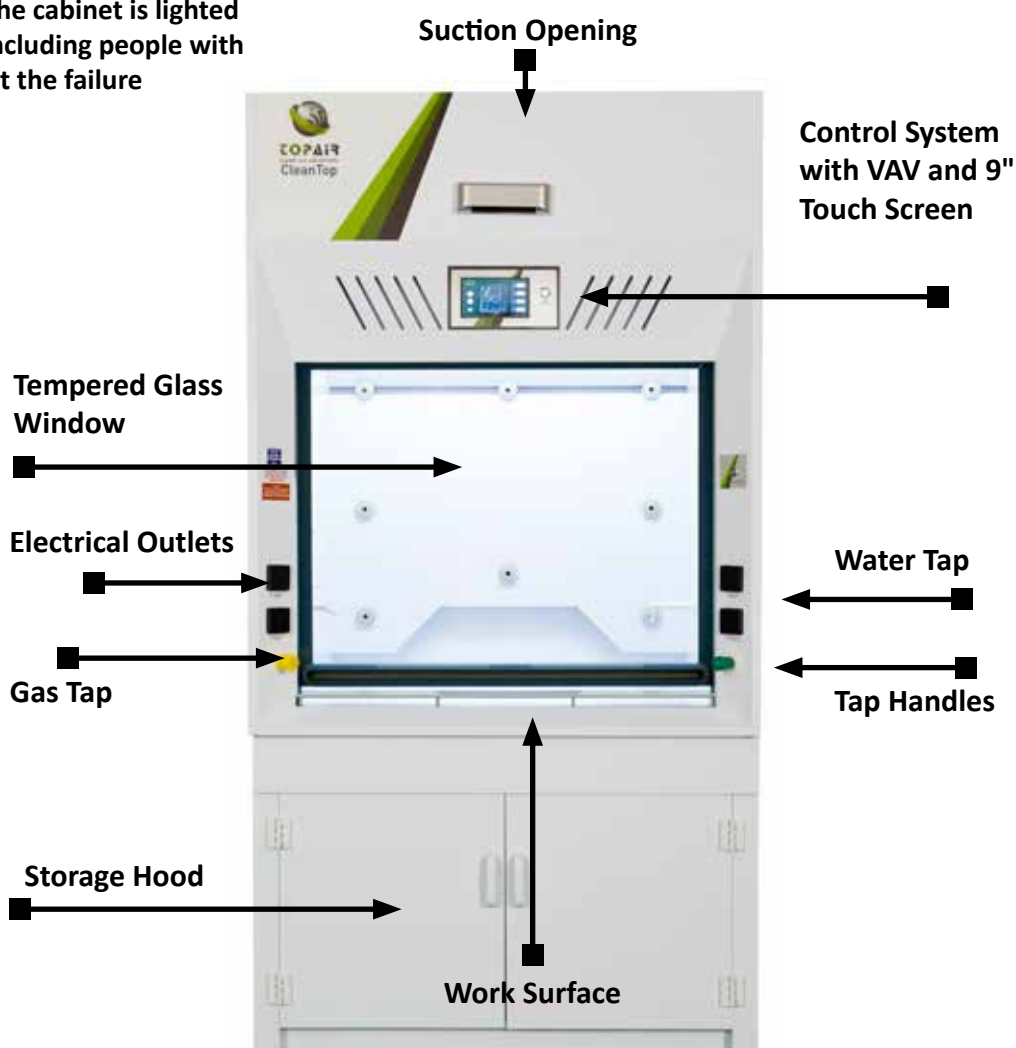 he cabinet is lighted
ncluding people with
t the failure
Suction Opening
TOPAIR
CleanTop
Control System
with VAV and 9"
Touch Screen
Tempered Glass
Window
Electrical Outlets
Water Tap
Gas Tap
Tap Handles
Storage Hood
Work Surface